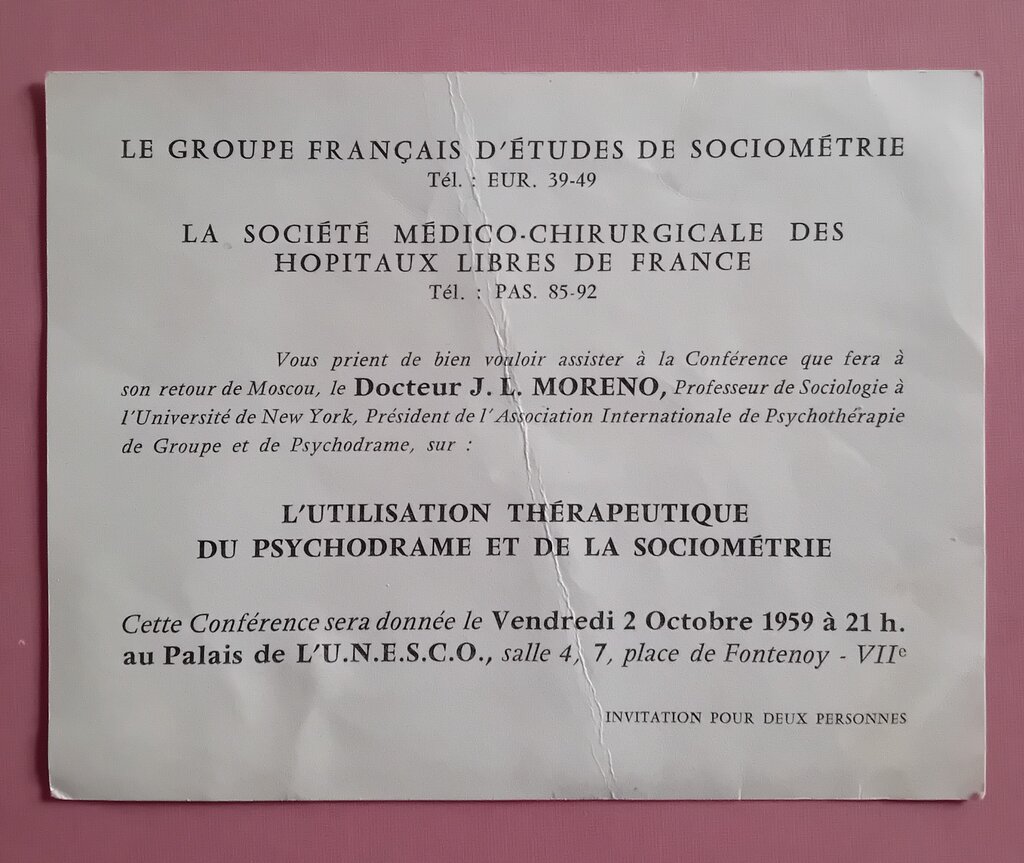 LE GROUPE FRANÇAIS D'ÉTUDES DE SOCIOMÉTRIE
Tél. : EUR. 39-49
LA SOCIÉTÉ MÉDICO-CHIRURGICALE DES
HOPITAUX LIBRES DE FRANCE
Tél. : PAS. 85-92
Vous prient de bien vouloir assister à la Conférence que fera à
son retour de Moscou, le Docteur J. L. MORENO, Professeur de Sociologie à
l'Université de New York, Président de l'Association Internationale de Psychothérapie
de Groupe et de Psychodrame, sur :
L'UTILISATION THÉRAPEUTIQUE
DU PSYCHODRAME ET DE LA SOCIOMÉTRIE
Cette Conférence sera donnée le Vendredi 2 Octobre 1959 à 21 h.
au Palais de L'U.N.E.S.C.O., salle 4, 7, place de Fontenoy - VIIe
INVITATION POUR DEUX PERSONNES